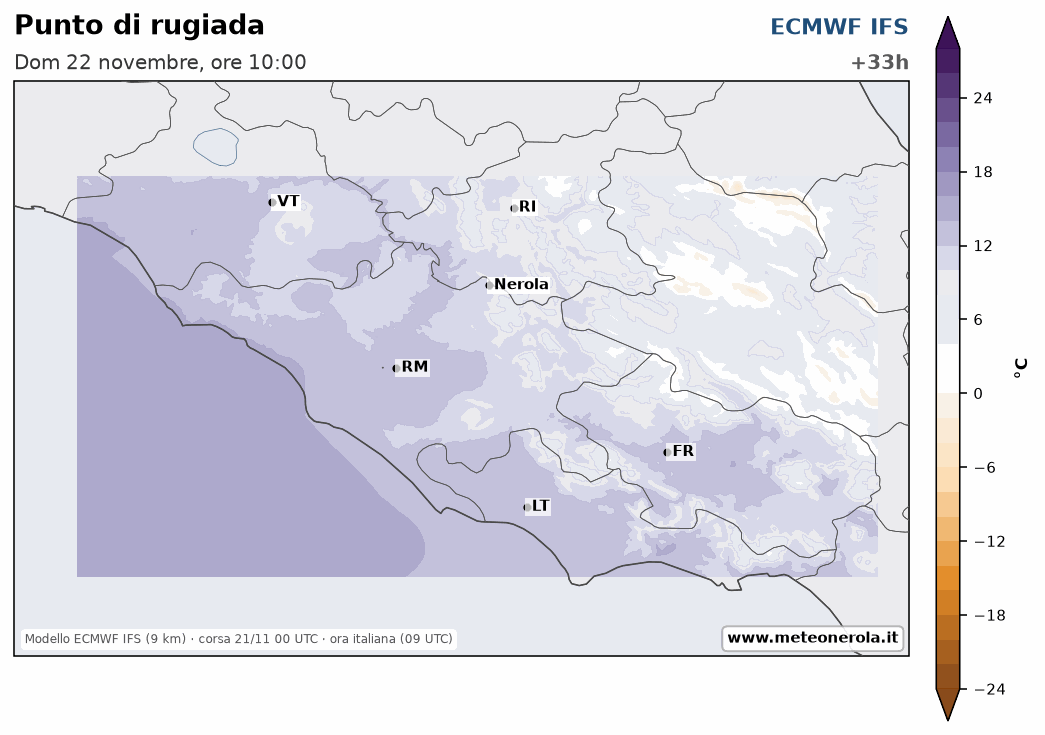 Punto di rugiada
ECMWF IFS
Dom 22 novembre, ore 10:00
+33h
VT
RI
Nerola
RM
FR
LT
24
18
12
6
0
−6
−12
−18
−24
°C
Modello ECMWF IFS (9 km) · corsa 21/11 00 UTC · ora italiana (09 UTC)
www.meteonerola.it